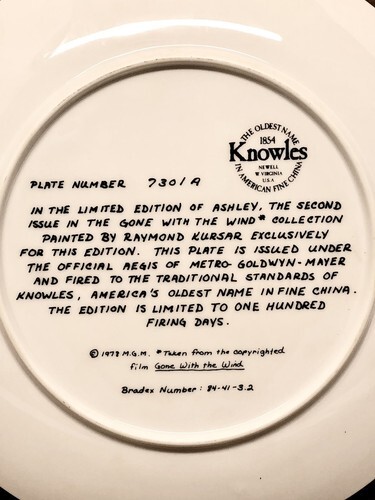 THE OLDEST NAME
1854
Knowles
NEWELL
W VIRGINIA
U.S.A
IN AMERICAN FINE CHINA
PLATE NUMBER 7301A
IN THE LIMITED EDITION OF ASHLEY, THE SECOND
ISSUE IN THE GONE WITH THE WIND* COLLECTION
PAINTED BY RAYMOND KURSAR EXCLUSIVELY
FOR THIS EDITION. THIS PLATE IS ISSUED UNDER
THE OFFICIAL AEGIS OF METRO-GOLDWYN-MAYER
AND FIRED TO THE TRADITIONAL STANDARDS OF
KNOWLES, AMERICA'S OLDEST NAME IN FINE CHINA.
THE EDITION IS LIMITED TO ONE HUNDRED
FIRING DAYS.
© 1978 M.G.M. *Taken from the copyrighted
film Gone With the Wind
Bradex Number: 84-41-3.2